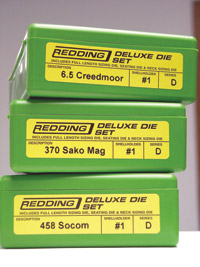 REDDING DELUXE DIE SET
INCLUDES FULL LENGTH SIZING DIE, SEATING DIE & NECK SIZING DIE
DESCRIPTION SHELLHOLDER SERIES
6.5 Creedmoor #1 D
REDDING DELUXE DIE SET
INCLUDES FULL LENGTH SIZING DIE, SEATING DIE & NECK SIZING DIE
DESCRIPTION SHELLHOLDER SERIES
370 Sako Mag #1 D
REDDING DELUXE DIE SET
INCLUDES FULL LENGTH SIZING DIE, SEATING DIE & NECK SIZING DIE
DESCRIPTION SHELLHOLDER SERIES
458 Socom #1 D